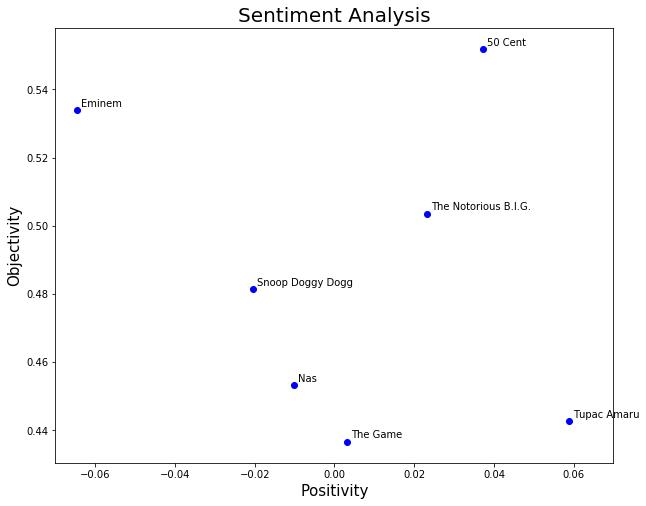 Sentiment Analysis
50 Cent
0.54
Eminem
0.52
The Notorious B.I.G.
0.50
Objectivity
Snoop Doggy Dogg
0.48
0.46
Nas
Tupac Amaru
0.44
The Game
−0.06 −0.04 −0.02 0.00 0.02 0.04 0.06
Positivity